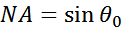 NA = sin θ₀